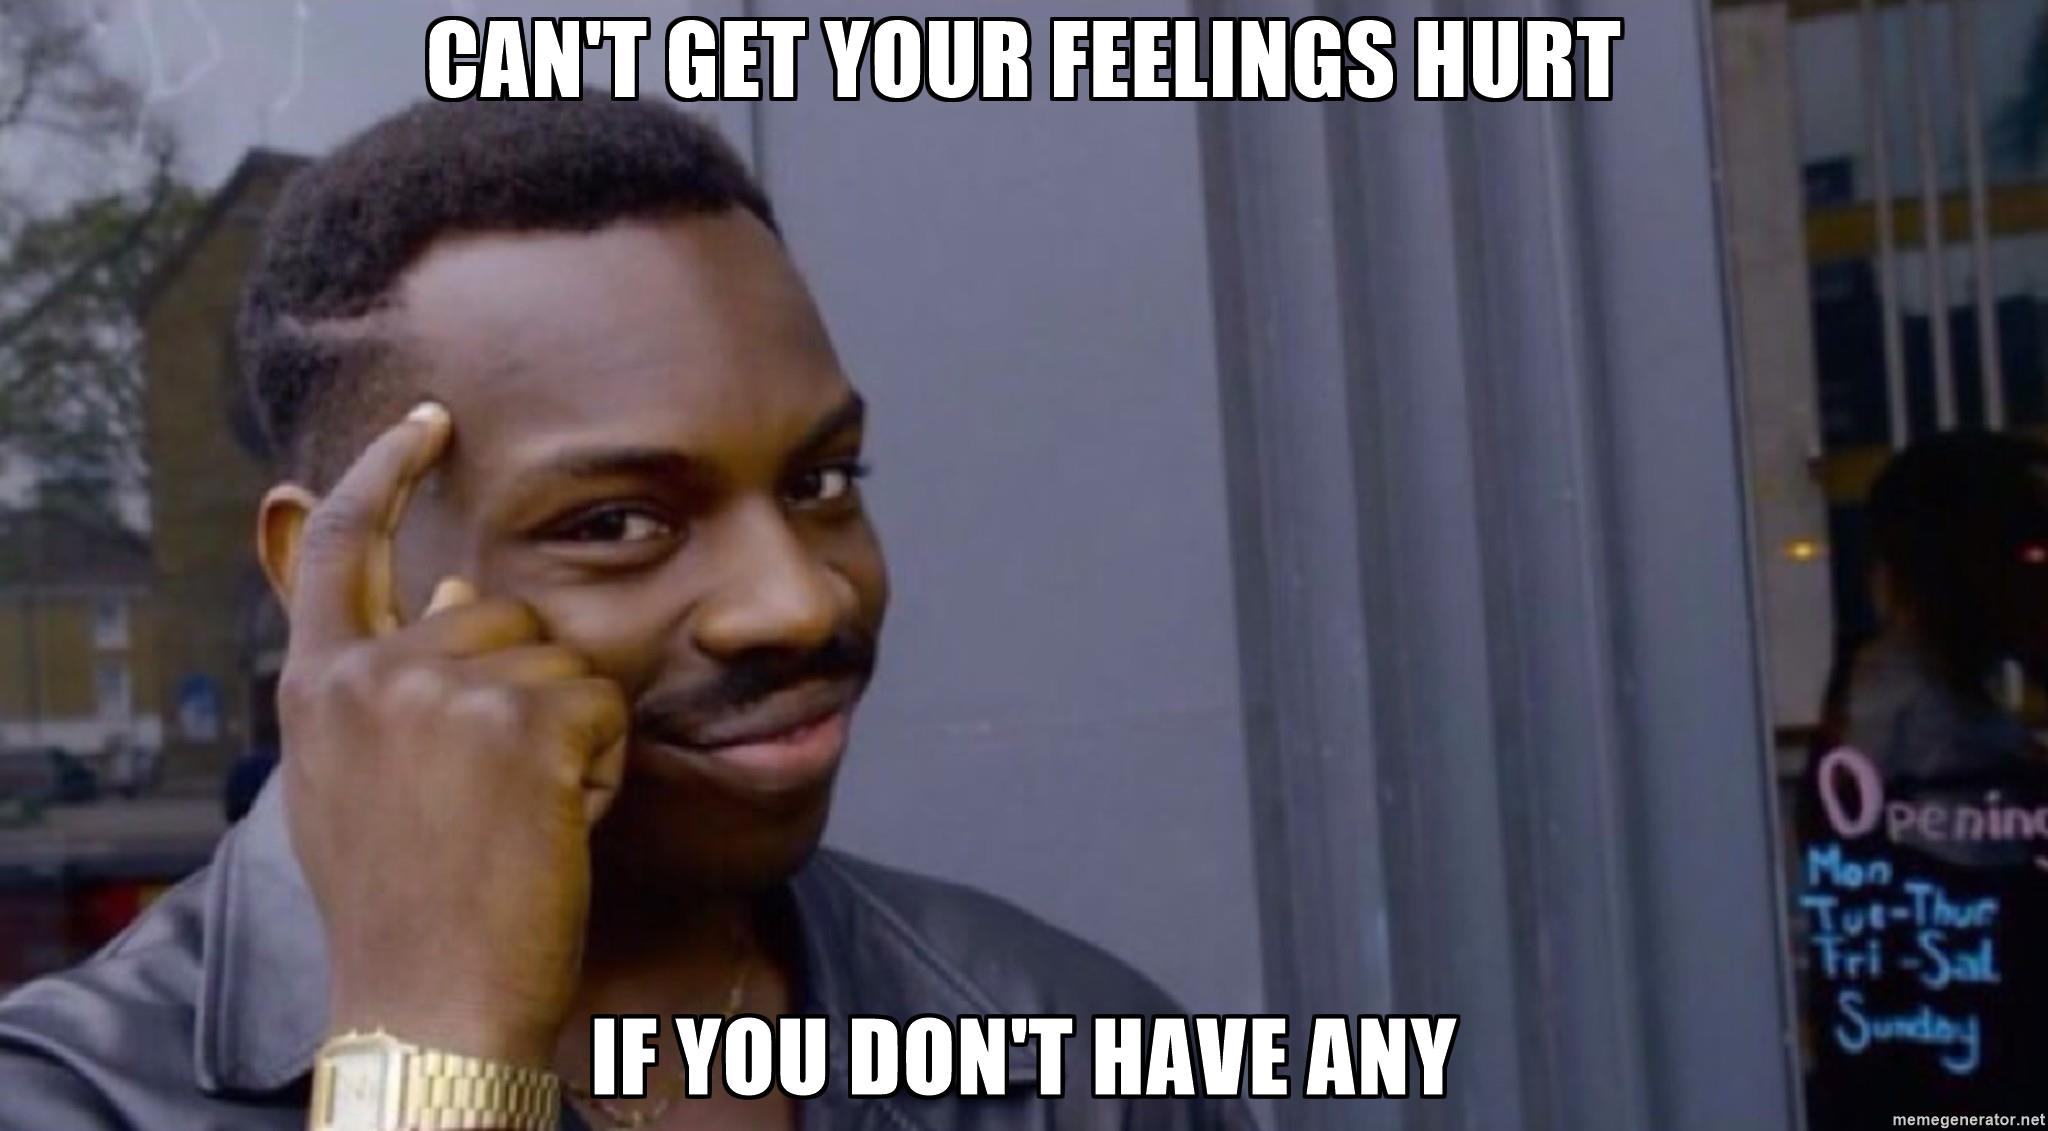 CAN'T GET YOUR FEELINGS HURT
Opening
Mon
Tue-Thur
Fri-Sat
Sunday
IF YOU DON'T HAVE ANY
memegenerator.net